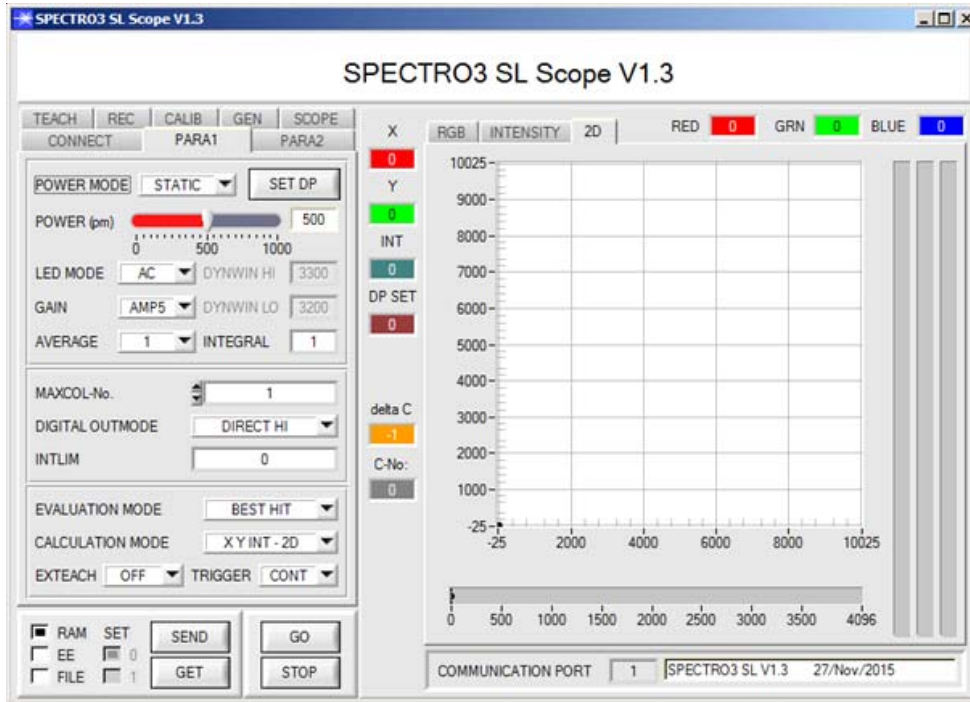 SPECTRO3 SL Scope V1.3
SPECTRO3 SL Scope V1.3
TEACH REC CALIB GEN SCOPE
CONNECT PARA1 PARA2
POWER MODE STATIC SET DP
POWER (pm) 500
0 500 1000
LED MODE AC DYNWIN HI 3300
GAIN AMP5 DYNWIN LO 3200
AVERAGE 1 INTEGRAL 1
MAXCOL-No. 1
DIGITAL OUTMODE DIRECT HI
INTLIM 0
EVALUATION MODE BEST HIT
CALCULATION MODE X Y INT - 2D
EXTEACH OFF TRIGGER CONT
RAM SET SEND GO
EE 0
FILE 1 GET STOP
X
0
Y
0
INT
0
DP SET
0
delta C
-1
C-No:
0
RGB INTENSITY 2D RED 0 GRN 0 BLUE 0
10025
9000
8000
7000
6000
5000
4000
3000
2000
1000
-25
-25 2000 4000 6000 8000 10025
0 500 1000 1500 2000 2500 3000 3500 4096
COMMUNICATION PORT 1 SPECTRO3 SL V1.3 27/Nov/2015